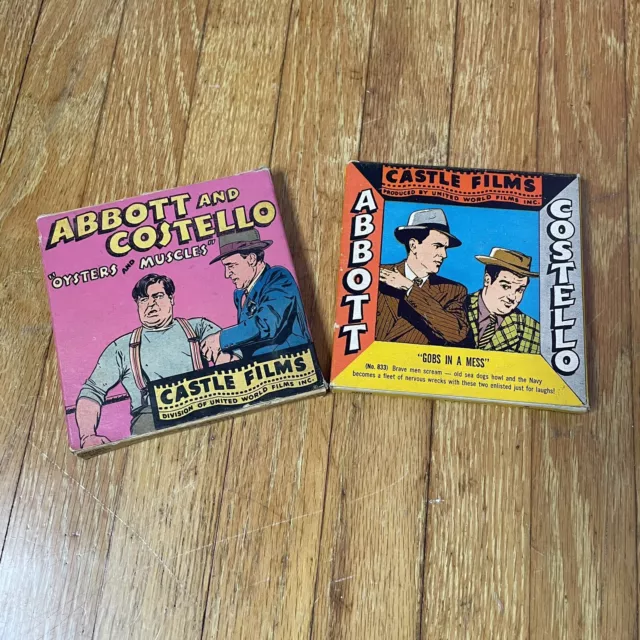 ABBOTT AND
COSTELLO
"OYSTERS AND MUSCLES"
CASTLE FILMS
DIVISION OF UNITED WORLD FILMS INC.
CASTLE FILMS
PRODUCED BY UNITED WORLD FILMS INC.
ABBOTT
COSTELLO
"GOBS IN A MESS"
(No. 833) Brave men scream — old sea dogs howl and the Navy
becomes a fleet of nervous wrecks with these two enlisted just for laughs!